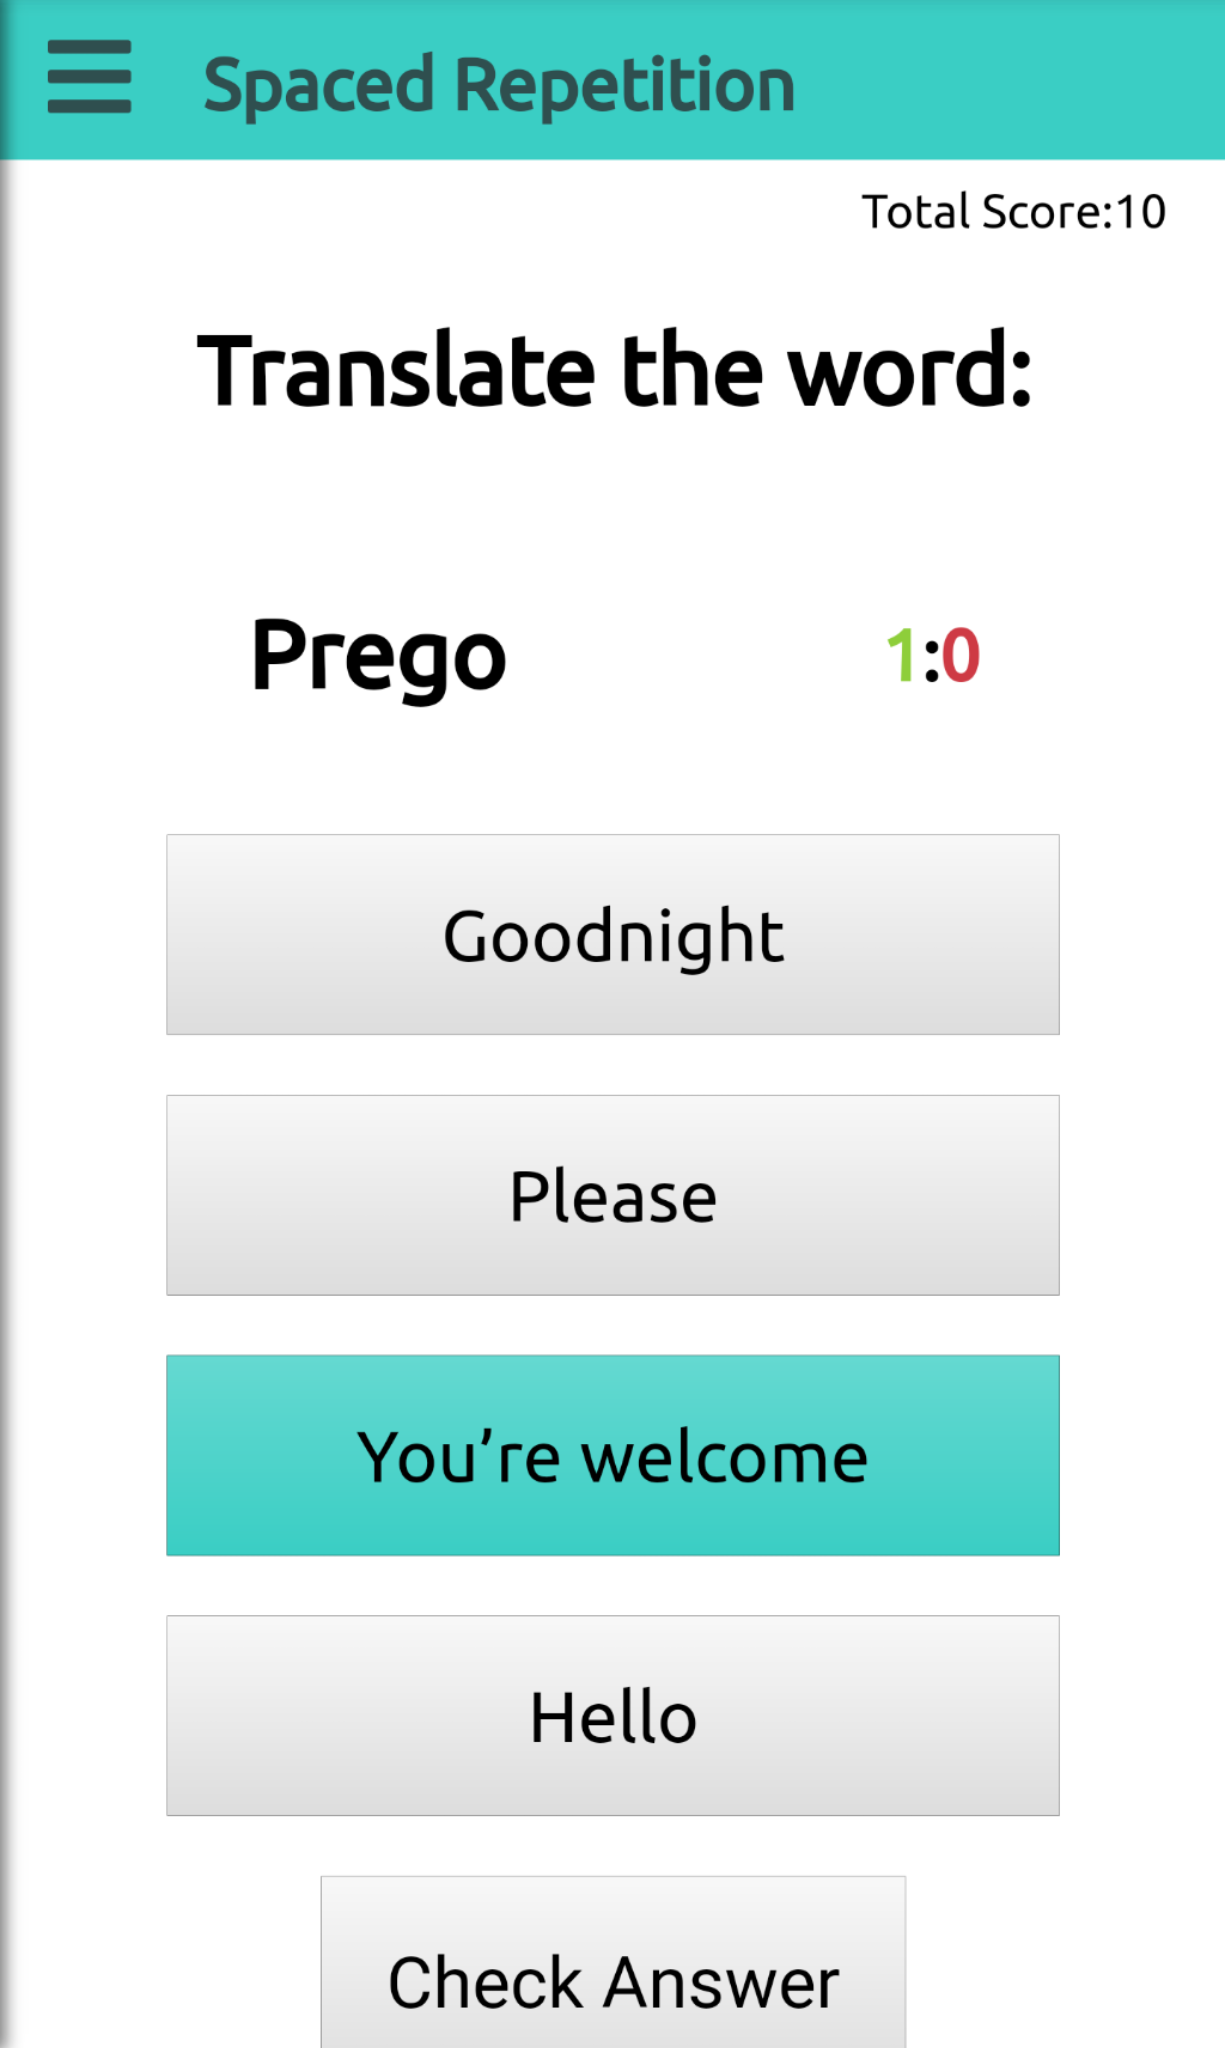 Spaced Repetition
Total Score:10
Translate the word:
Prego
1:0
Goodnight
Please
You’re welcome
Hello
Check Answer